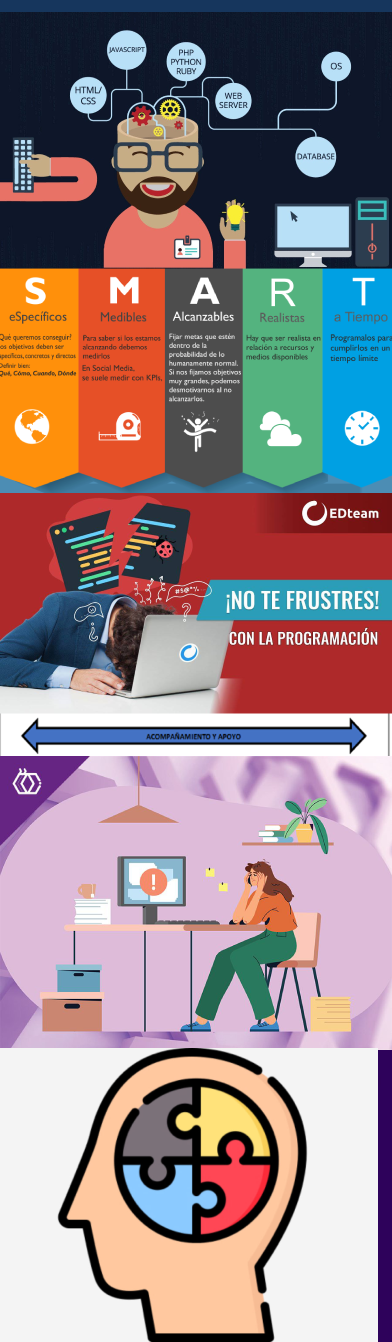 JAVASCRIPT
PHP
PYTHON
RUBY
OS
HTML/
CSS
WEB
SERVER
DATABASE
S
eSpecíficos
Qué queremos conseguir?
os objetivos deben ser
specíficos, concretos y directos
Definir bien:
Qué, Cómo, Cuando, Dónde
M
Medibles
Para saber si los estamos
alcanzando debemos
medirlos
En Social Media,
se suele medir con KPIs,
A
Alcanzables
Fijar metas que estén
dentro de la
probabilidad de lo
humanamente normal.
Si nos fijamos objetivos
muy grandes, podemos
desmotivarnos al no
alcanzarlos.
R
Realistas
Hay que ser realista en
relación a recursos y
medios disponibles
T
a Tiempo
Programalos para
cumplirlos en un
tiempo límite
EDteam
#$@*%
¡NO TE FRUSTRES!
CON LA PROGRAMACIÓN
ACOMPAÑAMIENTO Y APOYO